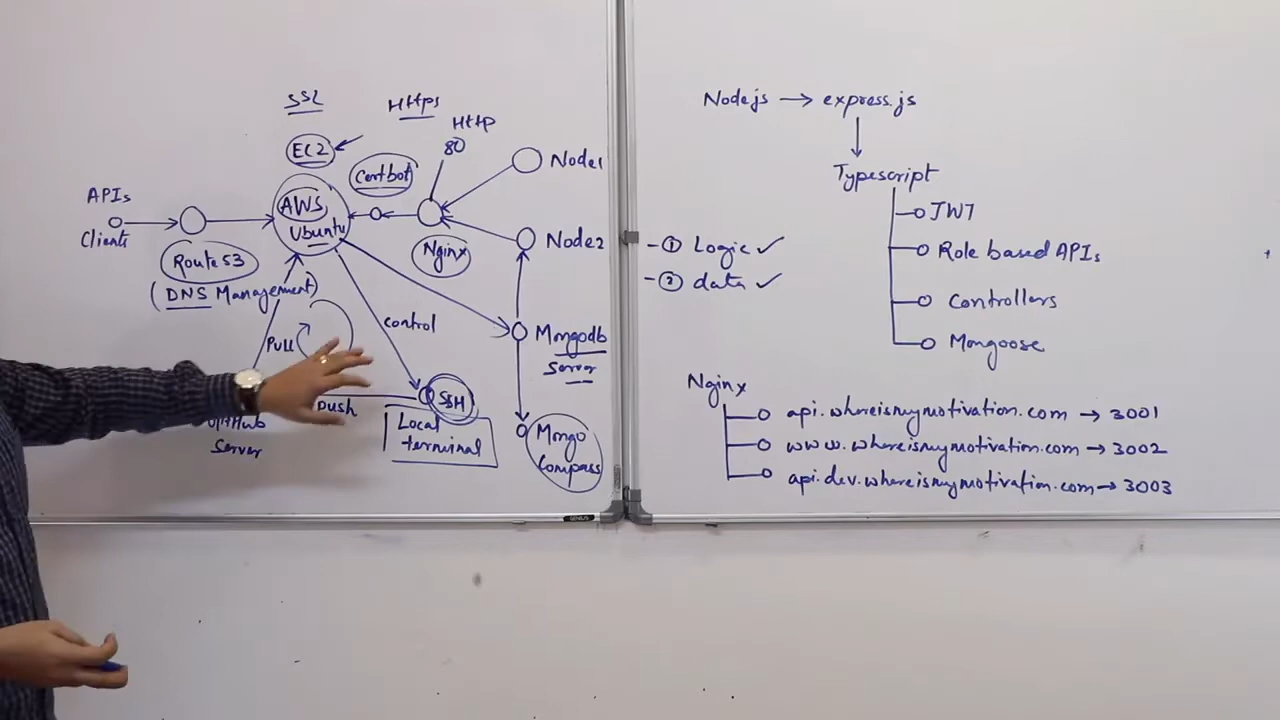 SSL
HTTPs
HTTP
80
EC2
Certbot
Node1
APIs
Clients
AWS
Ubuntu
Nginx
Node2
Route 53
(DNS Management)
Pull
control
Mongodb
Server
Push
SSH
Local
terminal
Server
Mongo
Compass
Nodejs → express.js
Typescript
JWT
- ① Logic ✓
- ② data ✓
Role based APIs
Controllers
Mongoose
Nginx
api.whereismymotivation.com → 3001
www.whereismymotivation.com → 3002
api.dev.whereismymotivation.com → 3003